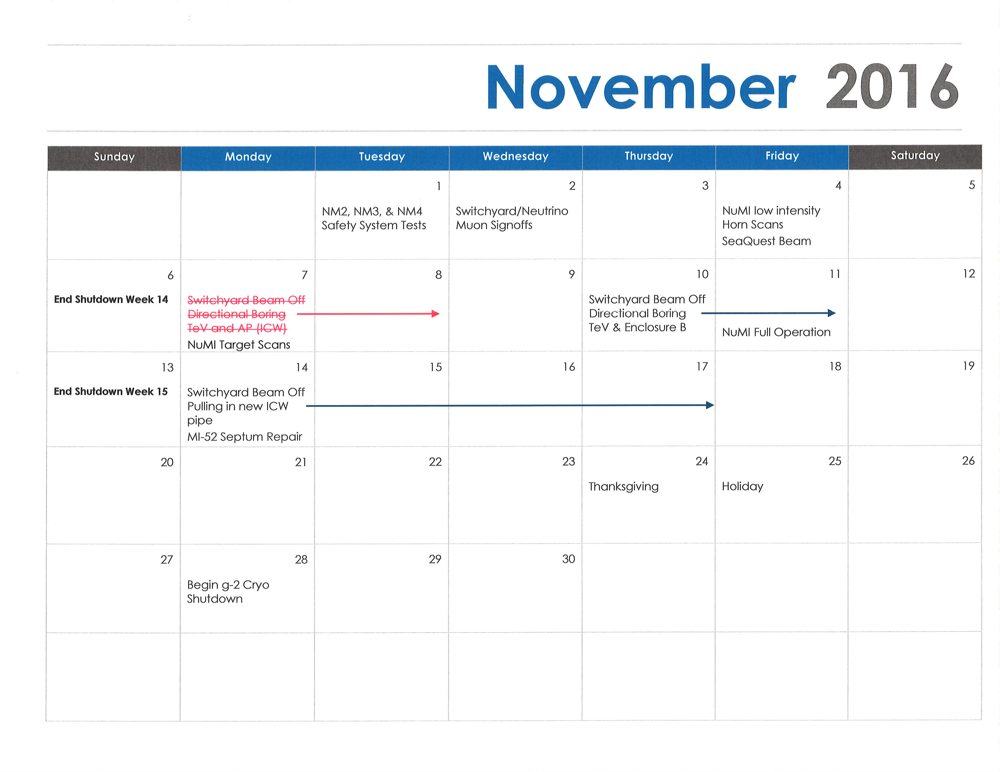 November 2016
Sunday Monday Tuesday Wednesday Thursday Friday Saturday
1 2 3 4 5
NM2, NM3, & NM4
Safety System Tests
Switchyard/Neutrino
Muon Signoffs
NuMI low intensity
Horn Scans
SeaQuest Beam
6 7 8 9 10 11 12
End Shutdown Week 14
Switchyard Beam Off
Directional Boring
TeV and AP (ICW)
NuMI Target Scans
Switchyard Beam Off
Directional Boring
TeV & Enclosure B
NuMI Full Operation
13 14 15 16 17 18 19
End Shutdown Week 15
Switchyard Beam Off
Pulling in new ICW
pipe
MI-52 Septum Repair
20 21 22 23 24 25 26
Thanksgiving
Holiday
27 28 29 30
Begin g-2 Cryo
Shutdown